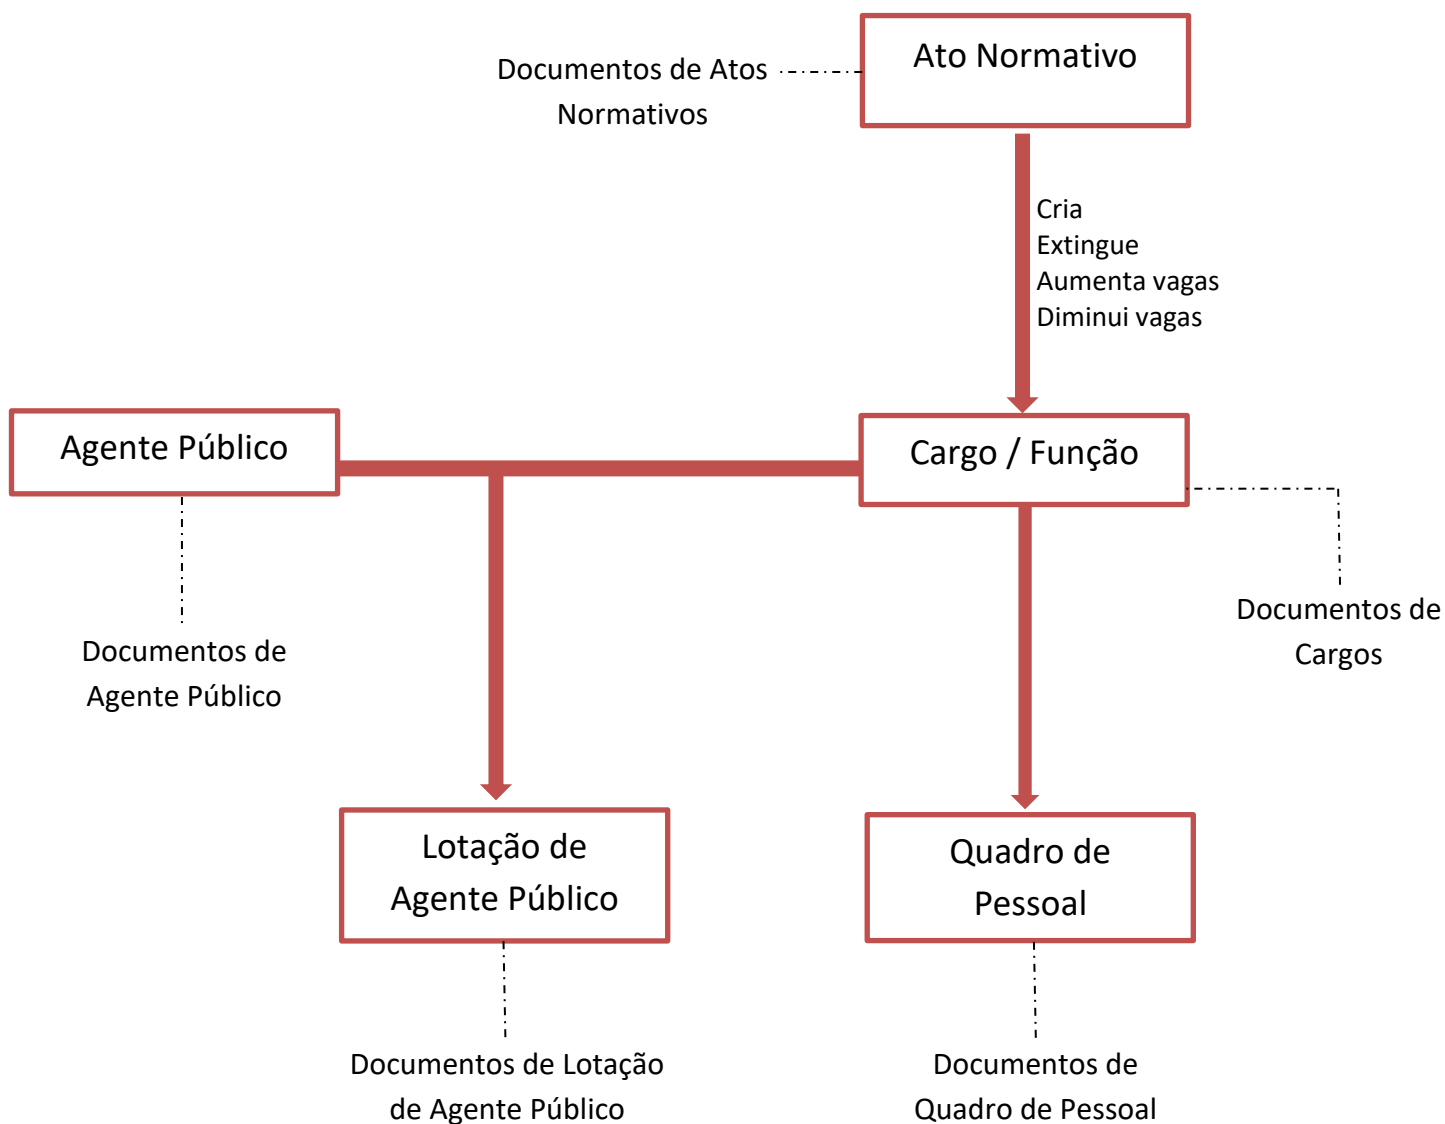 Ato Normativo
Documentos de Atos
Normativos
Cria
Extingue
Aumenta vagas
Diminui vagas
Agente Público
Cargo / Função
Documentos de
Agente Público
Documentos de
Cargos
Lotação de
Agente Público
Quadro de
Pessoal
Documentos de Lotação
de Agente Público
Documentos de
Quadro de Pessoal